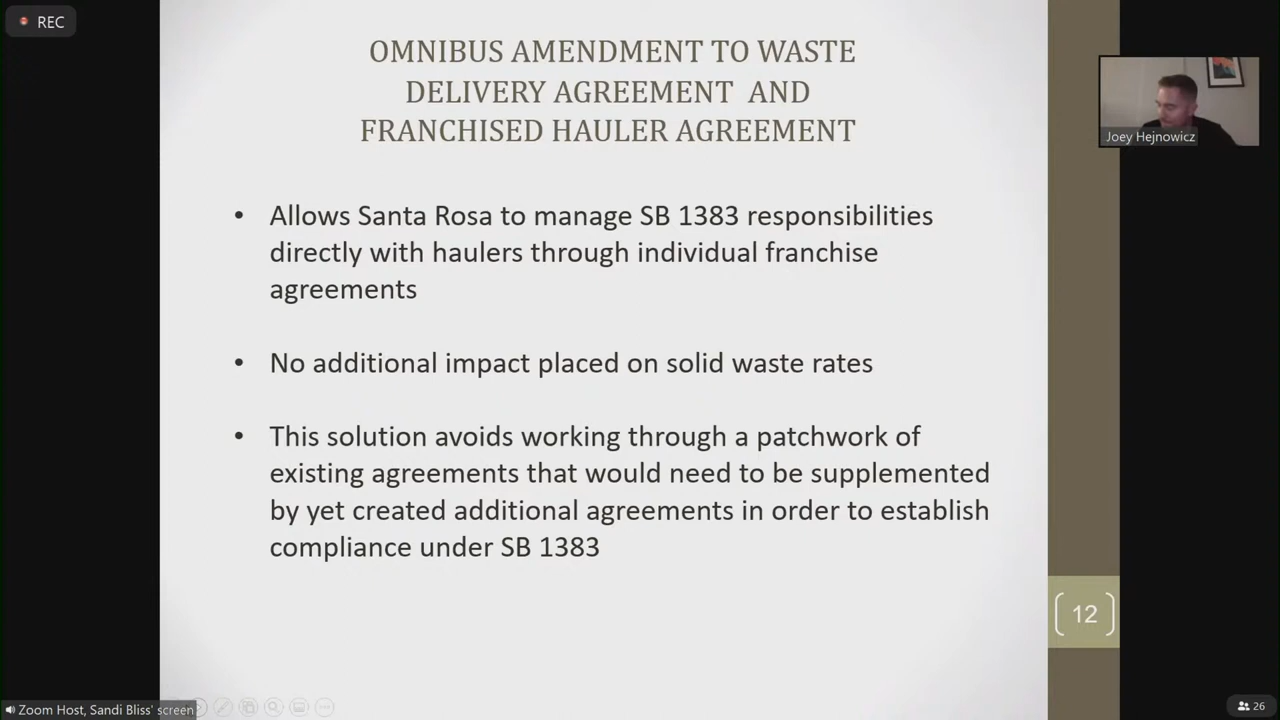 REC
OMNIBUS AMENDMENT TO WASTE
DELIVERY AGREEMENT AND
FRANCHISED HAULER AGREEMENT
Joey Hejnowicz
• Allows Santa Rosa to manage SB 1383 responsibilities
directly with haulers through individual franchise
agreements
• No additional impact placed on solid waste rates
• This solution avoids working through a patchwork of
existing agreements that would need to be supplemented
by yet created additional agreements in order to establish
compliance under SB 1383
12
Zoom Host, Sandi Bliss' screen
26